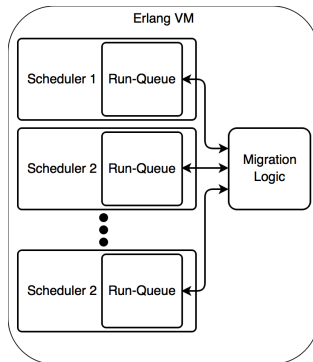 Erlang VM
Scheduler 1
Run-Queue
Scheduler 2
Run-Queue
Migration
Logic
Scheduler 2
Run-Queue